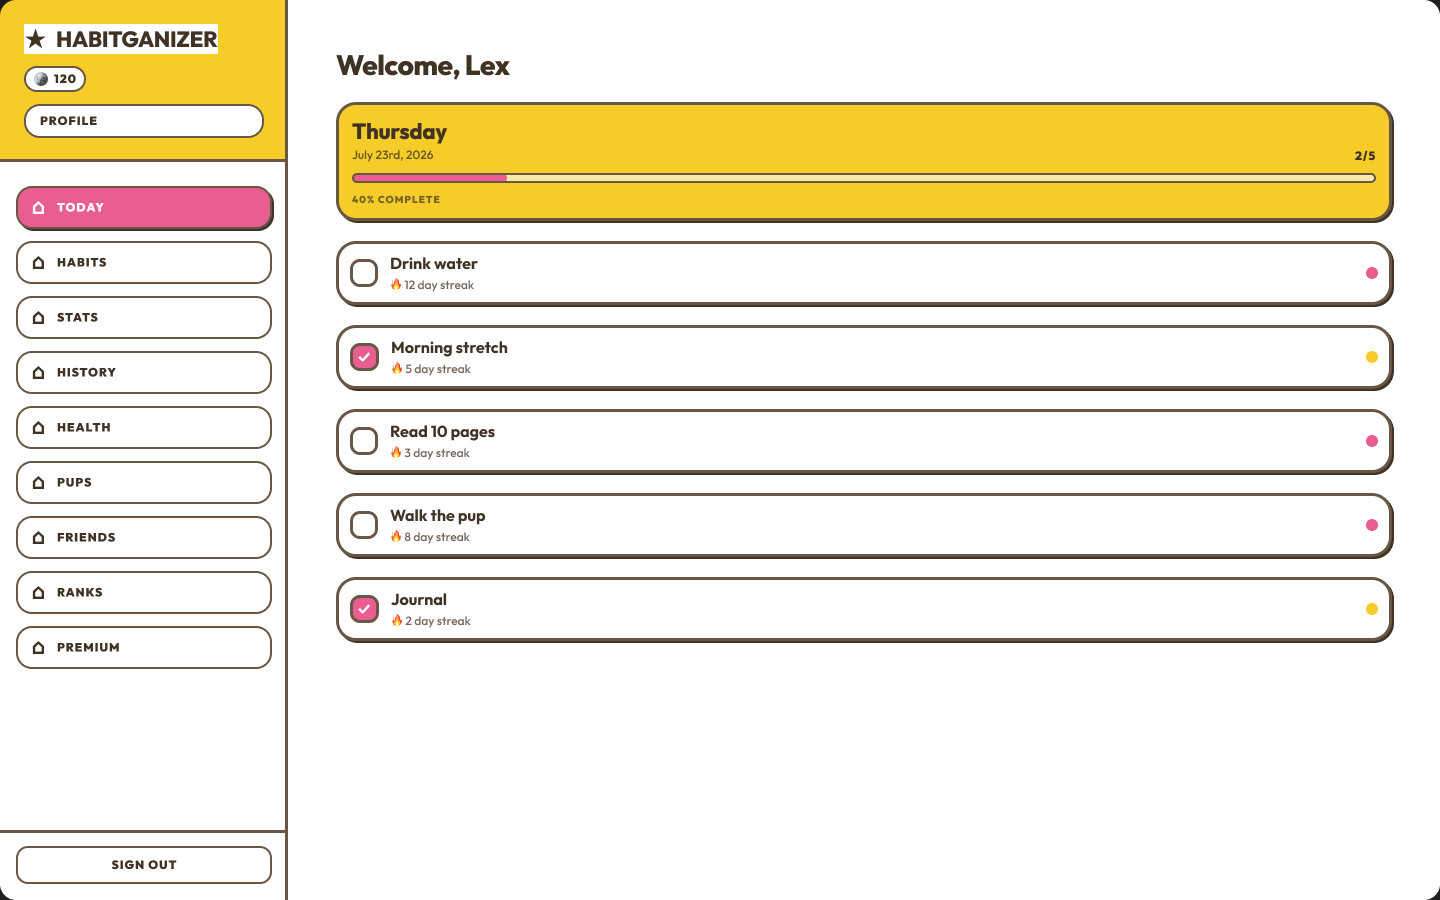 ★ HABITGANIZER
120
PROFILE
TODAY
HABITS
STATS
HISTORY
HEALTH
PUPS
FRIENDS
RANKS
PREMIUM
SIGN OUT
Welcome, Lex
Thursday
July 23rd, 2026
2/5
40% COMPLETE
Drink water
🔥 12 day streak
Morning stretch
🔥 5 day streak
Read 10 pages
🔥 3 day streak
Walk the pup
🔥 8 day streak
Journal
🔥 2 day streak